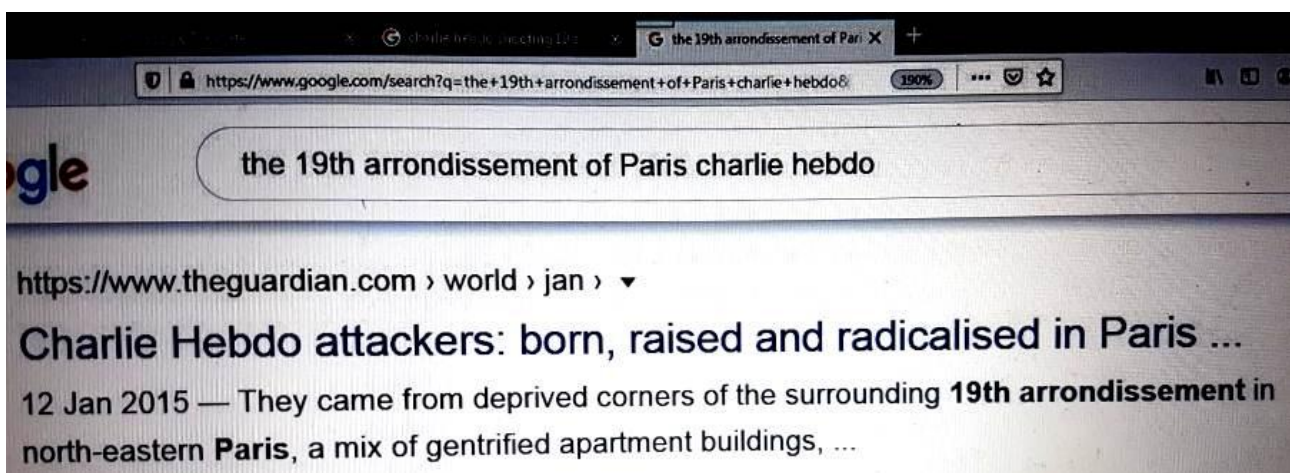 the 19th arrondissement of Pari
https://www.google.com/search?q=the+19th+arrondissement+of+Paris+charlie+hebdo&
190%
ogle
the 19th arrondissement of Paris charlie hebdo
https://www.theguardian.com › world › jan ›
Charlie Hebdo attackers: born, raised and radicalised in Paris ...
12 Jan 2015 — They came from deprived corners of the surrounding 19th arrondissement in
north-eastern Paris, a mix of gentrified apartment buildings, ...